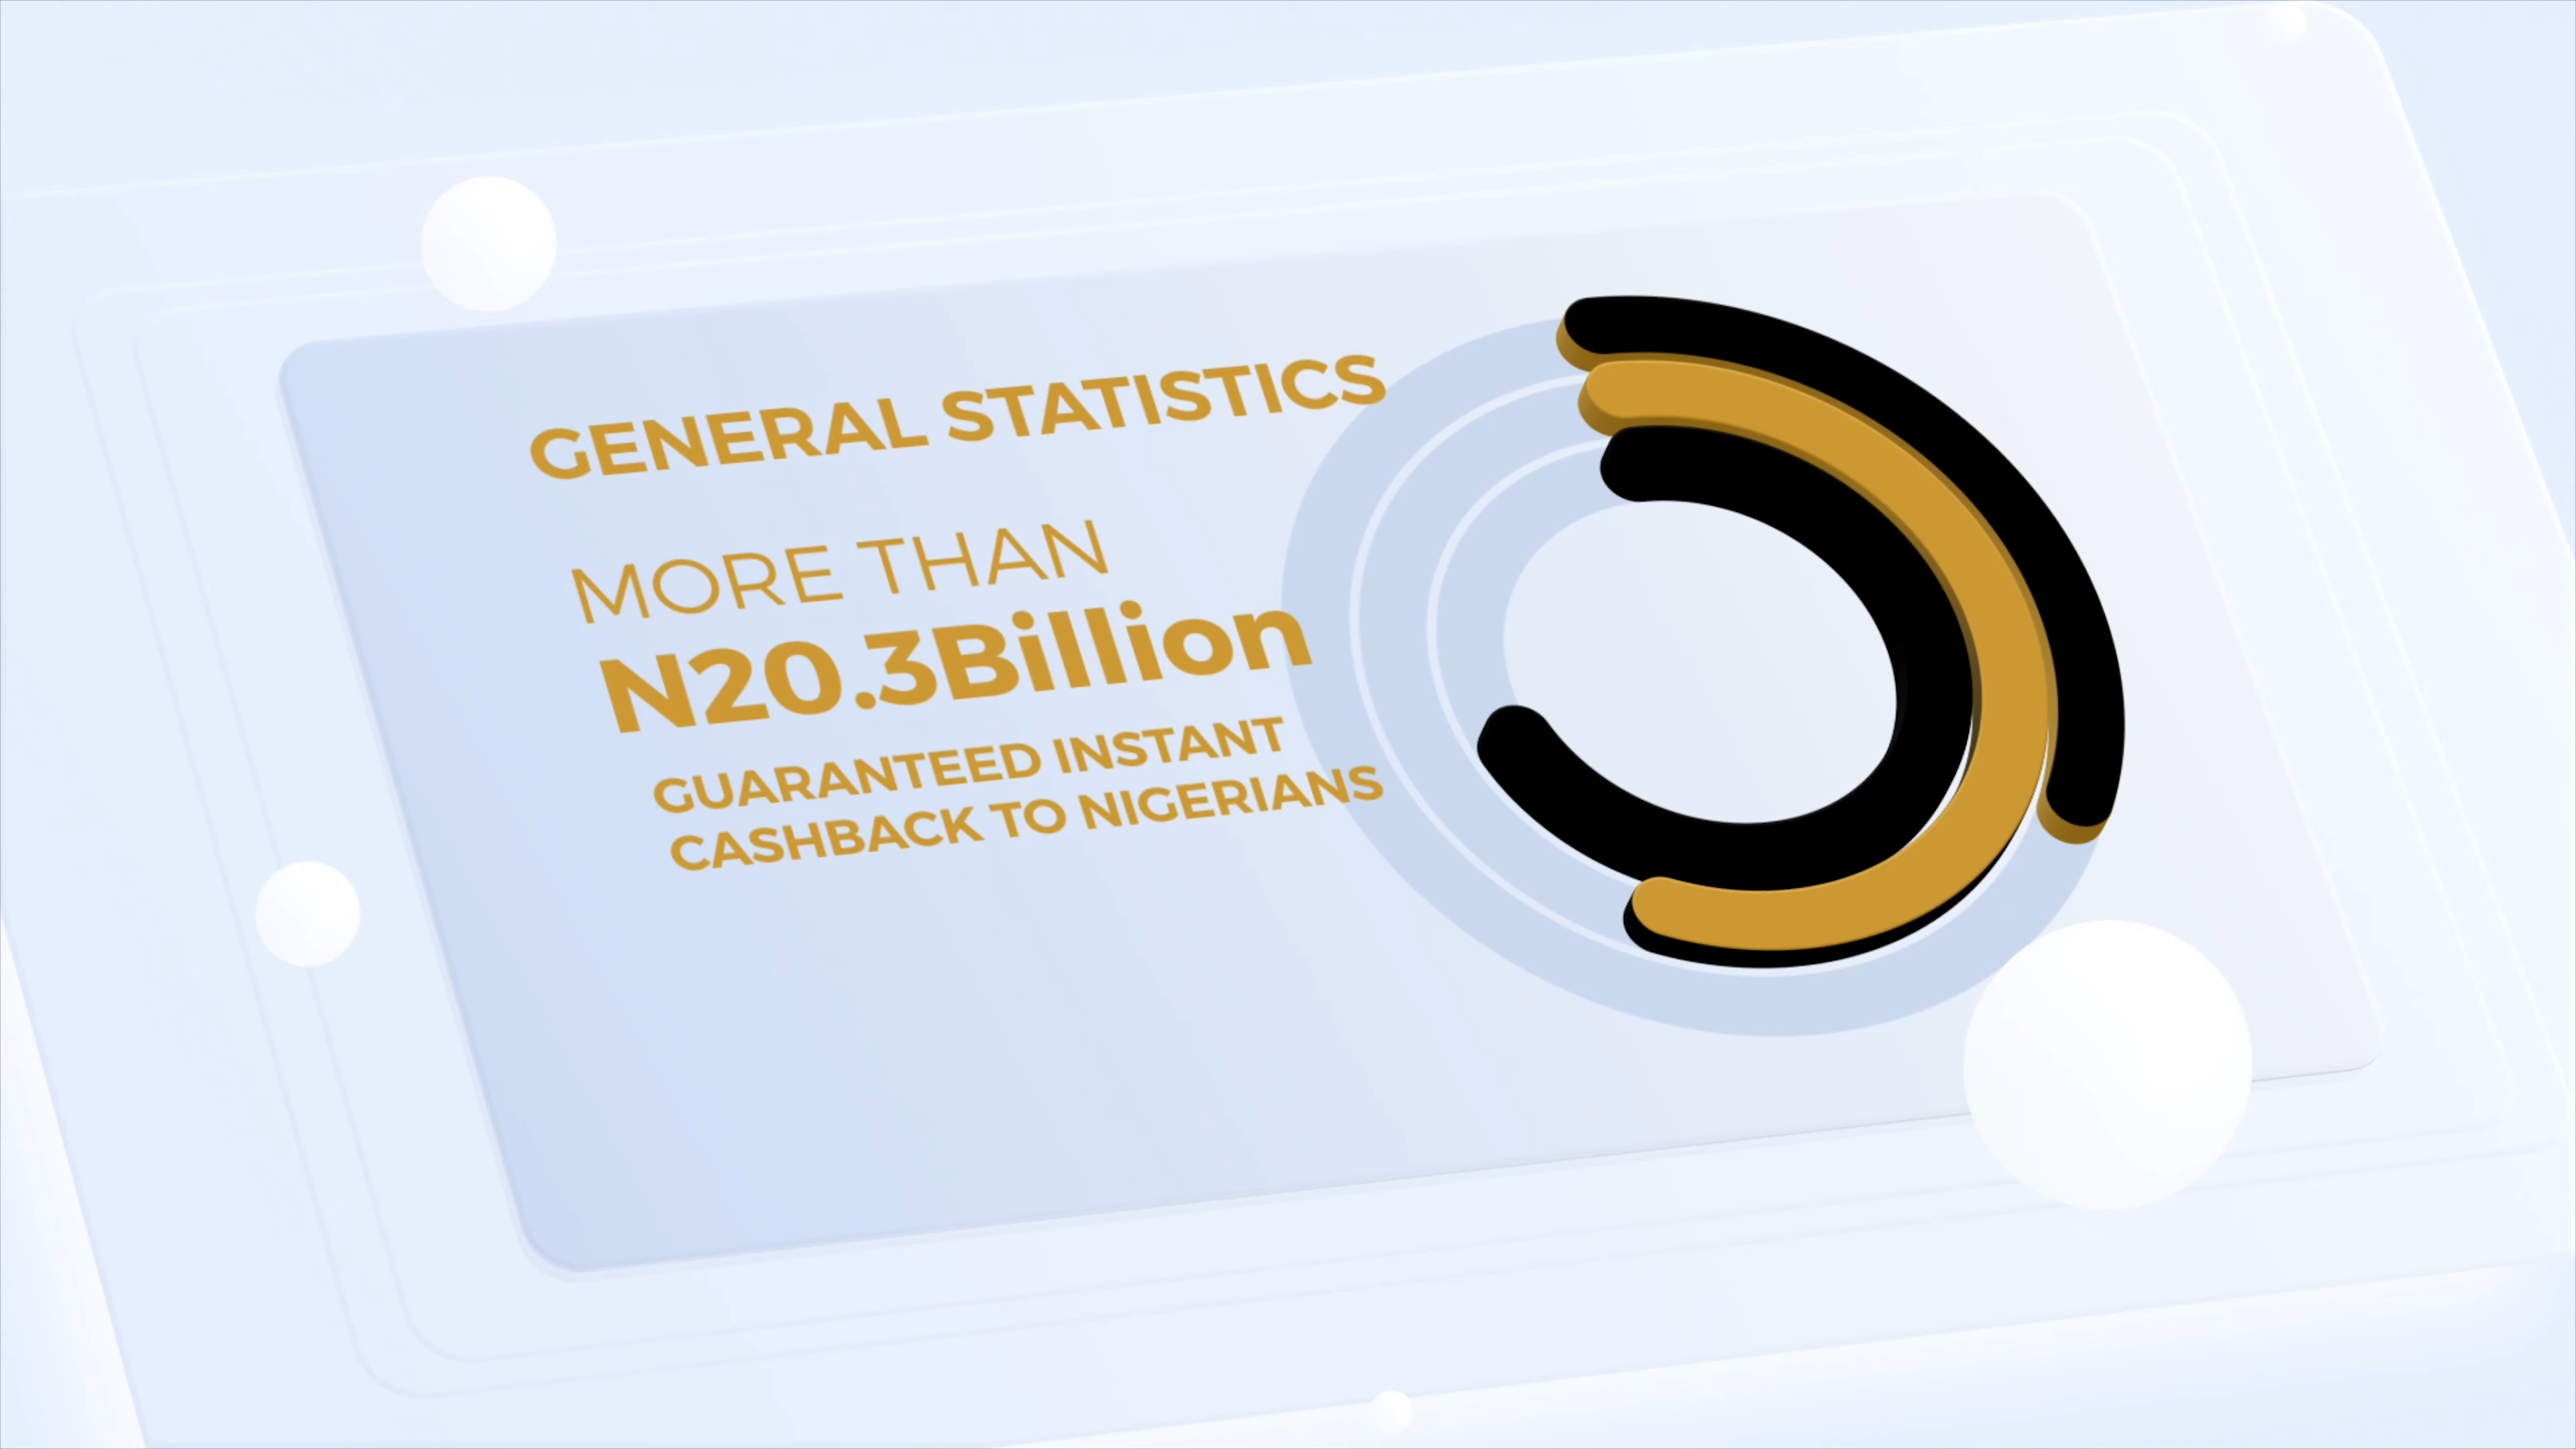 GENERAL STATISTICS
MORE THAN
N20.3Billion
GUARANTEED INSTANT
CASHBACK TO NIGERIANS